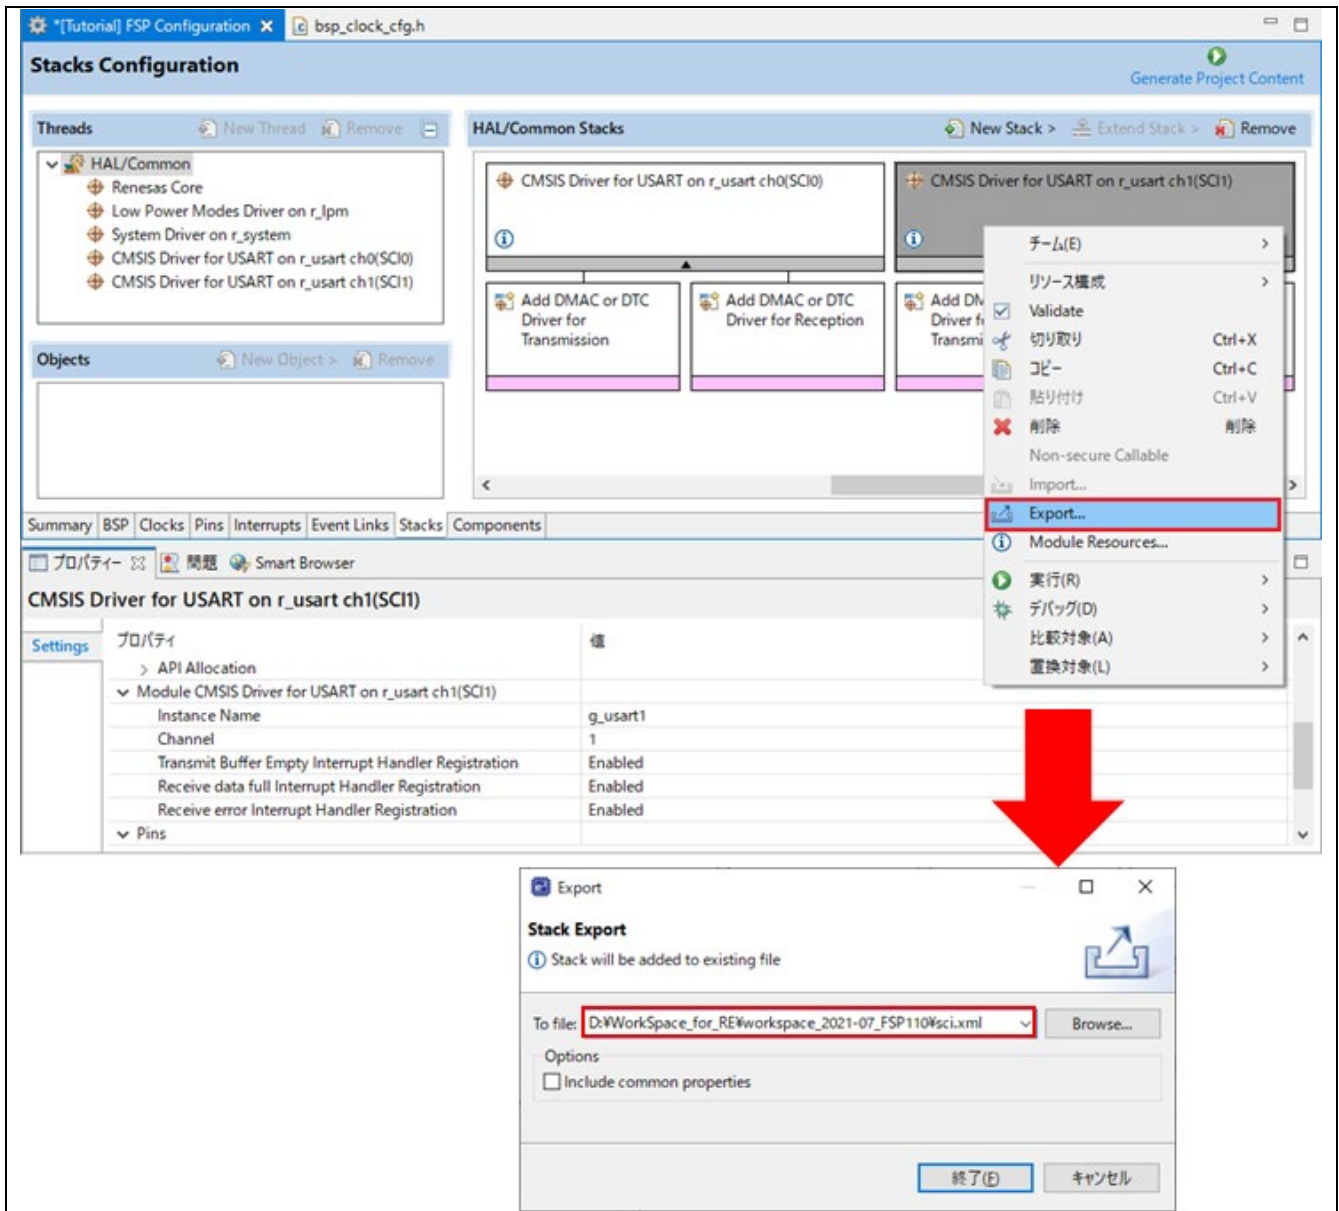 *[Tutorial] FSP Configuration
bsp_clock_cfg.h
Stacks Configuration
Generate Project Content
Threads
New Thread
Remove
HAL/Common Stacks
New Stack >
Extend Stack >
Remove
HAL/Common
Renesas Core
Low Power Modes Driver on r_lpm
System Driver on r_system
CMSIS Driver for USART on r_usart ch0(SCI0)
CMSIS Driver for USART on r_usart ch1(SCI1)
CMSIS Driver for USART on r_usart ch0(SCI0)
CMSIS Driver for USART on r_usart ch1(SCI1)
Add DMAC or DTC
Driver for
Transmission
Add DMAC or DTC
Driver for Reception
Add DM
Driver f
Transmi
Objects
New Object >
Remove
チーム(E)
リソース構成
Validate
切り取り Ctrl+X
コピー Ctrl+C
貼り付け Ctrl+V
削除 削除
Non-secure Callable
Import...
Export...
Module Resources...
実行(R)
デバッグ(D)
比較対象(A)
置換対象(L)
Summary BSP Clocks Pins Interrupts Event Links Stacks Components
プロパティー 問題 Smart Browser
CMSIS Driver for USART on r_usart ch1(SCI1)
Settings
プロパティ 値
API Allocation
Module CMSIS Driver for USART on r_usart ch1(SCI1)
Instance Name g_usart1
Channel 1
Transmit Buffer Empty Interrupt Handler Registration Enabled
Receive data full Interrupt Handler Registration Enabled
Receive error Interrupt Handler Registration Enabled
Pins
Export
Stack Export
Stack will be added to existing file
To file: D:¥WorkSpace_for_RE¥workspace_2021-07_FSP110¥sci.xml Browse...
Options
Include common properties
終了(F) キャンセル